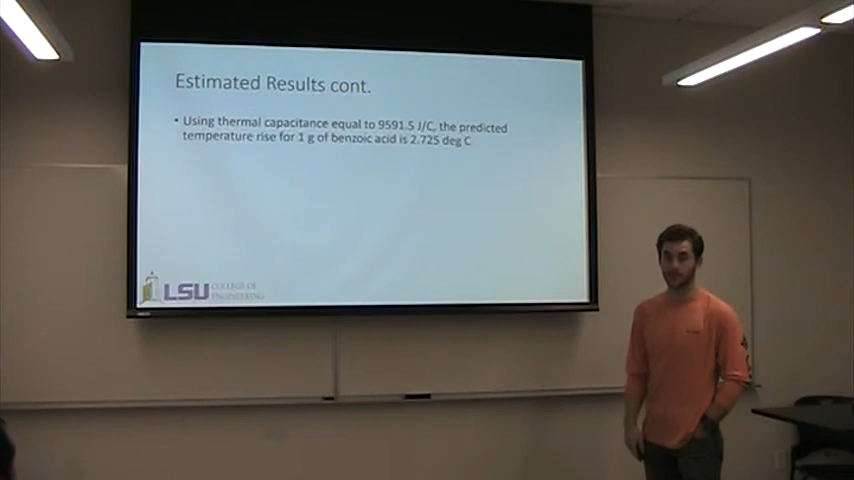 Estimated Results cont.
• Using thermal capacitance equal to 9591.5 J/C, the predicted
temperature rise for 1 g of benzoic acid is 2.725 deg C
LSU COLLEGE OF
ENGINEERING